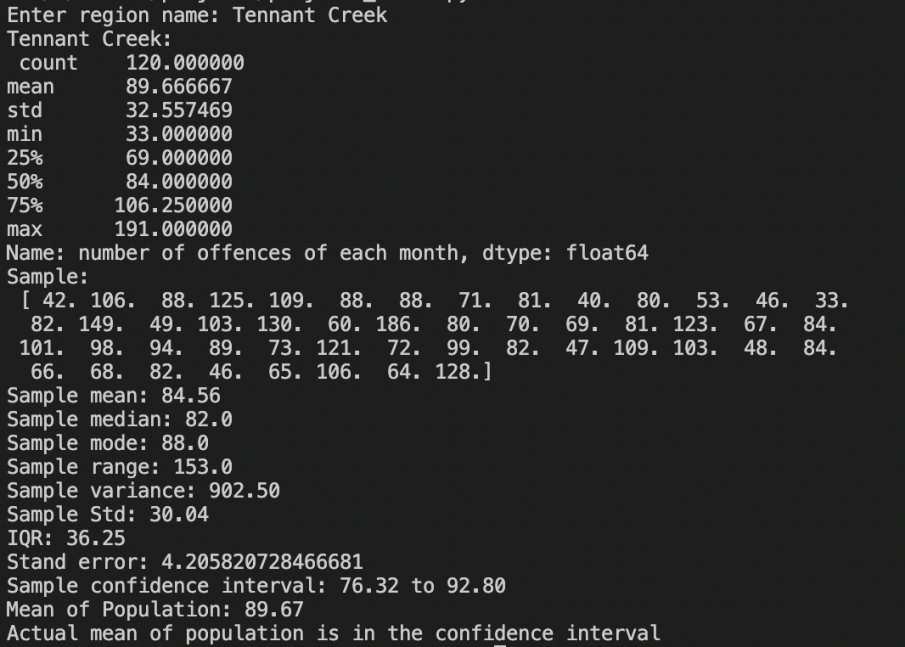 Enter region name: Tennant Creek
Tennant Creek:
 count    120.000000
mean      89.666667
std       32.557469
min       33.000000
25%       69.000000
50%       84.000000
75%      106.250000
max      191.000000
Name: number of offences of each month, dtype: float64
Sample:
 [ 42. 106.  88. 125. 109.  88.  88.  71.  81.  40.  80.  53.  46.  33.
  82. 149.  49. 103. 130.  60. 186.  80.  70.  69.  81. 123.  67.  84.
 101.  98.  94.  89.  73. 121.  72.  99.  82.  47. 109. 103.  48.  84.
  66.  68.  82.  46.  65. 106.  64. 128.]
Sample mean: 84.56
Sample median: 82.0
Sample mode: 88.0
Sample range: 153.0
Sample variance: 902.50
Sample Std: 30.04
IQR: 36.25
Stand error: 4.205820728466681
Sample confidence interval: 76.32 to 92.80
Mean of Population: 89.67
Actual mean of population is in the confidence interval